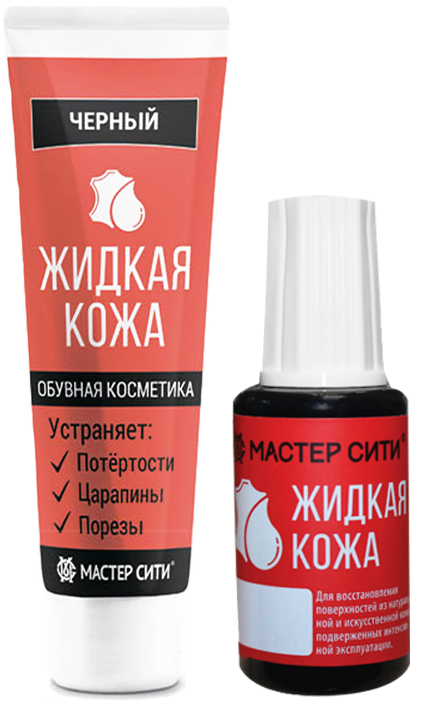 ЧЕРНЫЙ
ЖИДКАЯ
КОЖА
ОБУВНАЯ КОСМЕТИКА
Устраняет:
✓ Потёртости
✓ Царапины
✓ Порезы
МАСТЕР СИТИ®
МАСТЕР СИТИ®
ЖИДКАЯ
КОЖА
Для восстановления
поверхностей из натураль-
ной и искусственной кожи,
подверженных интенсив-
ной эксплуатации.